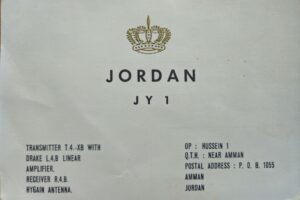 JORDAN
JY 1
TRANSMITTER T.4.-XB WITH
DRAKE L.4.B LINEAR
AMPLIFIER.
RECEIVER R.4.B.
HYGAIN ANTENNA.
OP : HUSSEIN 1
Q.T.H. : NEAR AMMAN
POSTAL ADDRESS : P. O. B. 1055
AMMAN
JORDAN